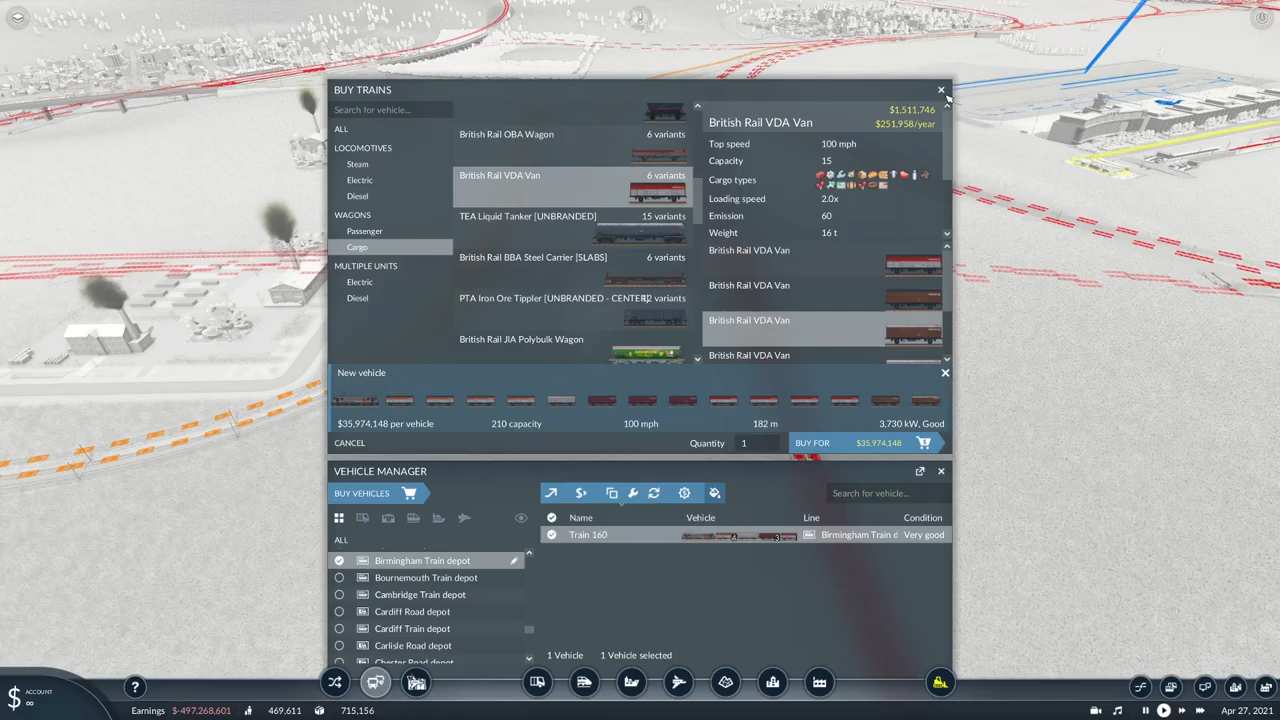 BUY TRAINS
Search for vehicle...
ALL
LOCOMOTIVES
Steam
Electric
Diesel
WAGONS
Passenger
Cargo
MULTIPLE UNITS
Electric
Diesel
British Rail OBA Wagon 6 variants
British Rail VDA Van 6 variants
TEA Liquid Tanker [UNBRANDED] 15 variants
British Rail BBA Steel Carrier [SLABS] 6 variants
PTA Iron Ore Tippler [UNBRANDED - CENTER] variants
British Rail JIA Polybulk Wagon
$1,511,746
British Rail VDA Van $251,958/year
Top speed 100 mph
Capacity 15
Cargo types
Loading speed 2.0x
Emission 60
Weight 16 t
British Rail VDA Van
British Rail VDA Van
British Rail VDA Van
British Rail VDA Van
New vehicle
$35,974,148 per vehicle 210 capacity 100 mph 182 m 3,730 kW, Good
CANCEL Quantity 1 BUY FOR $35,974,148
VEHICLE MANAGER
BUY VEHICLES
Search for vehicle...
ALL
Birmingham Train depot
Bournemouth Train depot
Cambridge Train depot
Cardiff Road depot
Cardiff Train depot
Carlisle Road depot
Chester Road depot
Name Vehicle Line Condition
Train 160 4 3 Birmingham Train d Very good
1 Vehicle 1 Vehicle selected
$ ACCOUNT ∞
?
Earnings $-497,268,601 469,611 715,156 Apr 27, 2021